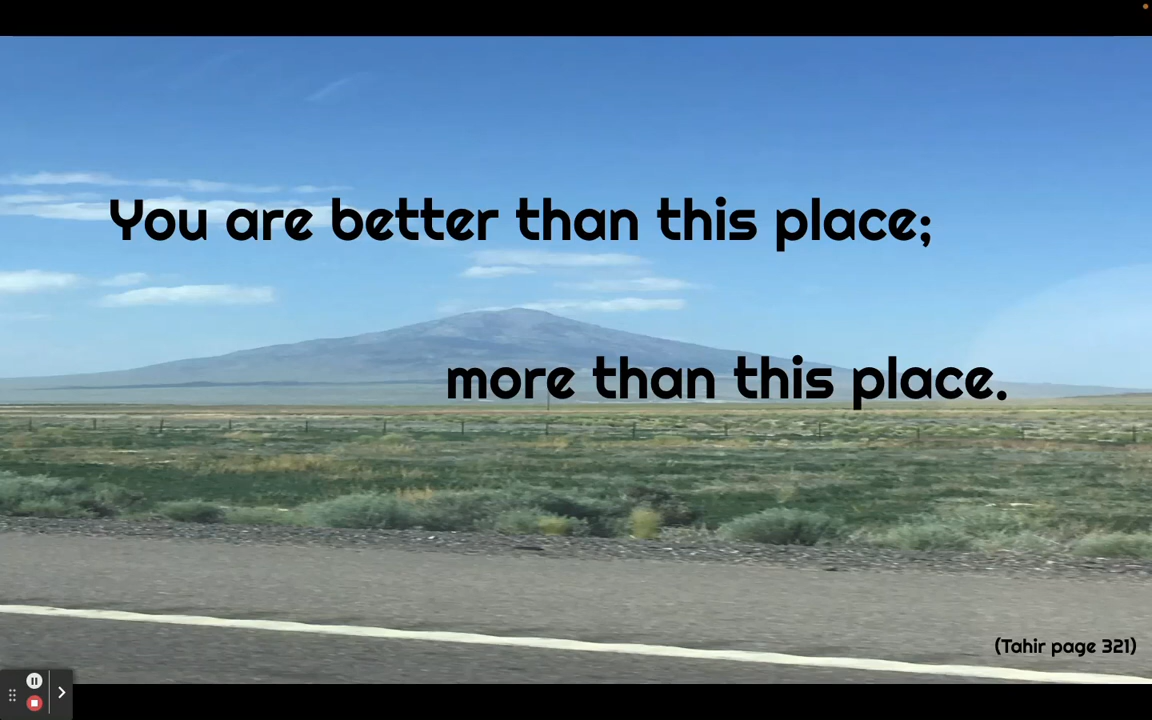 You are better than this place;
more than this place.
(Tahir page 321)